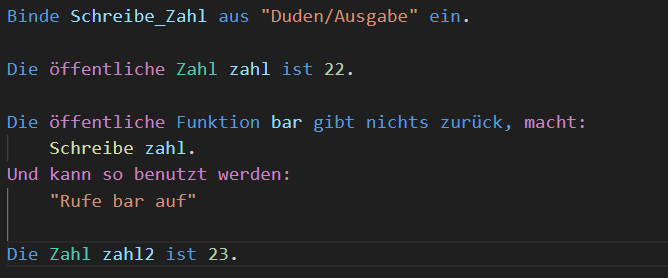 Binde Schreibe_Zahl aus "Duden/Ausgabe" ein.
Die öffentliche Zahl zahl ist 22.
Die öffentliche Funktion bar gibt nichts zurück, macht:
Schreibe zahl.
Und kann so benutzt werden:
"Rufe bar auf"
Die Zahl zahl2 ist 23.